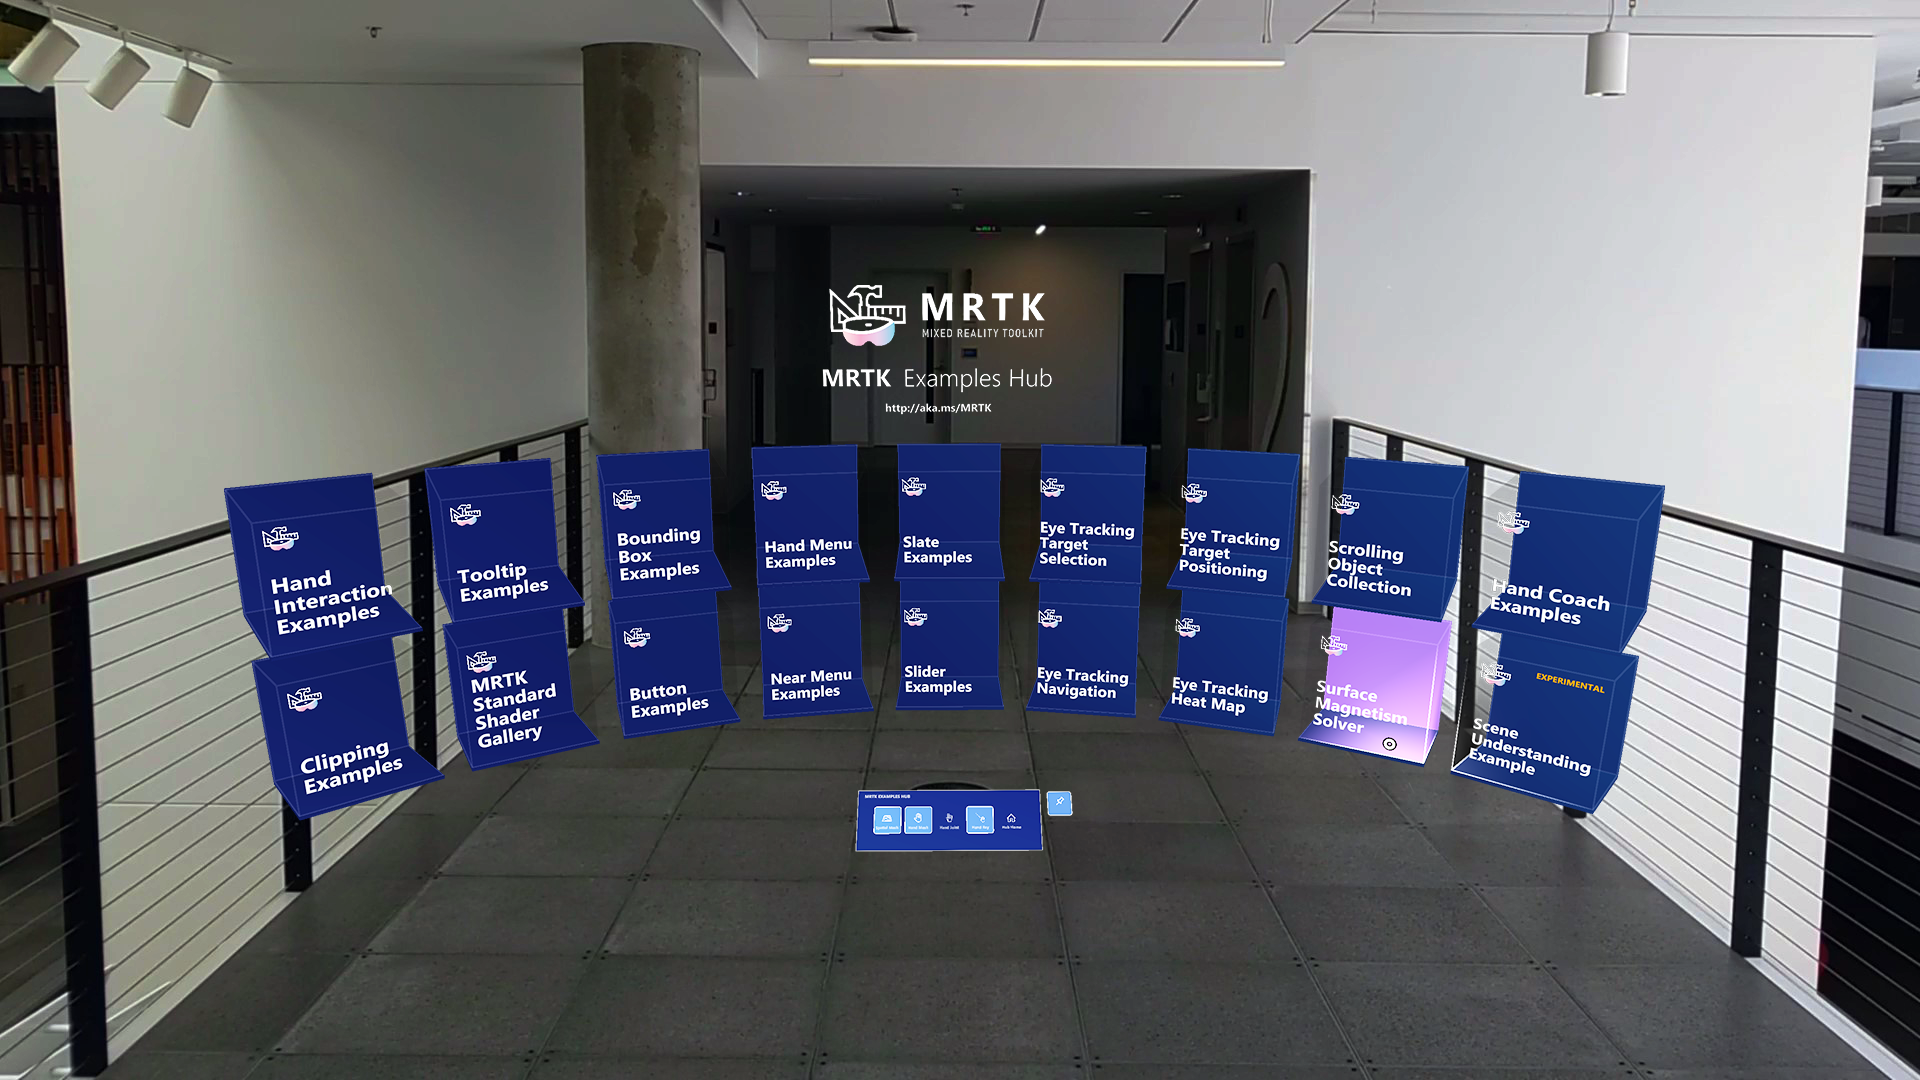 MRTK
MIXED REALITY TOOLKIT
MRTK Examples Hub
http://aka.ms/MRTK
Hand
Interaction
Examples
Tooltip
Examples
Bounding
Box
Examples
Hand Menu
Examples
Slate
Examples
Eye Tracking
Target
Selection
Eye Tracking
Target
Positioning
Scrolling
Object
Collection
Hand Coach
Examples
Clipping
Examples
MRTK
Standard
Shader
Gallery
Button
Examples
Near Menu
Examples
Slider
Examples
Eye Tracking
Navigation
Eye Tracking
Heat Map
Surface
Magnetism
Solver
EXPERIMENTAL
Scene
Understanding
Example
MRTK EXAMPLES HUB